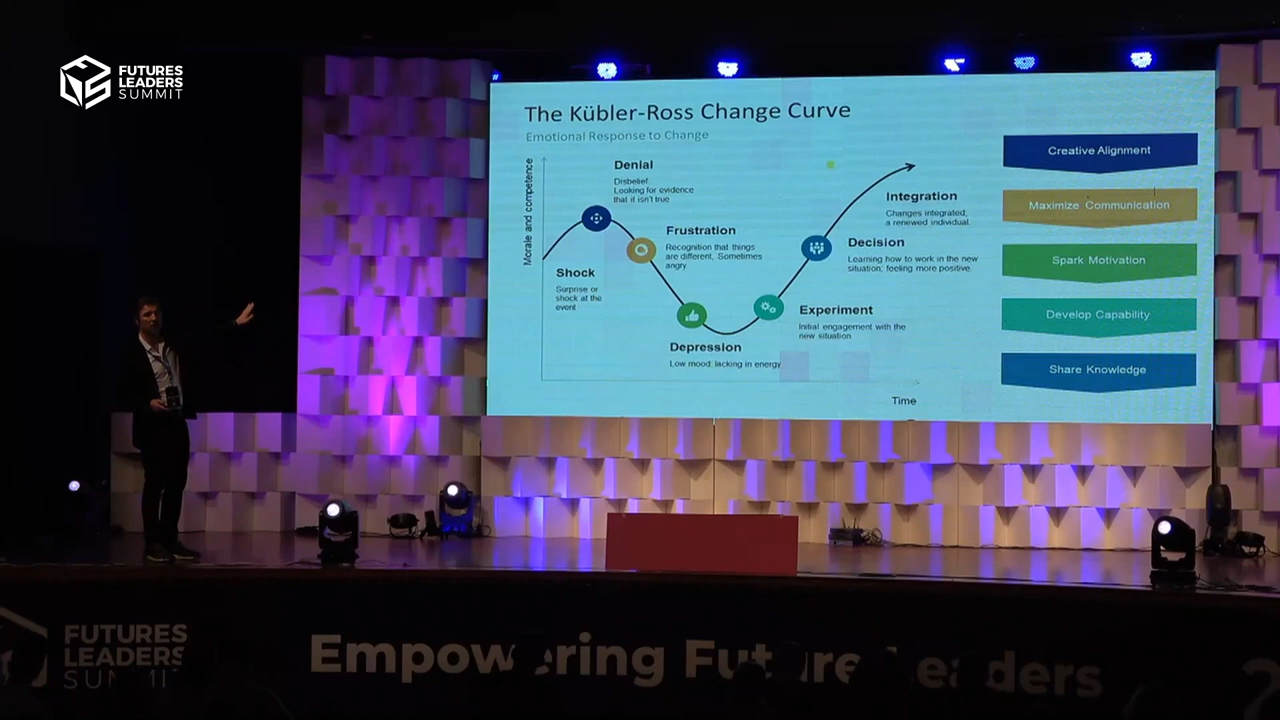 FUTURES
LEADERS
SUMMIT
The Kübler-Ross Change Curve
Emotional Response to Change
Morale and competence
Denial
Disbelief
Looking for evidence
that it isn't true
Frustration
Recognition that things
are different, Sometimes
angry
Shock
Surprise or
shock at the
event
Depression
Low mood; lacking in energy
Integration
Changes integrated,
a renewed individual.
Decision
Learning how to work in the new
situation; feeling more positive.
Experiment
Initial engagement with the
new situation
Time
Creative Alignment
Maximize Communication
Spark Motivation
Develop Capability
Share Knowledge
FUTURES
LEADERS
SUMMIT
Empowering Future Leaders